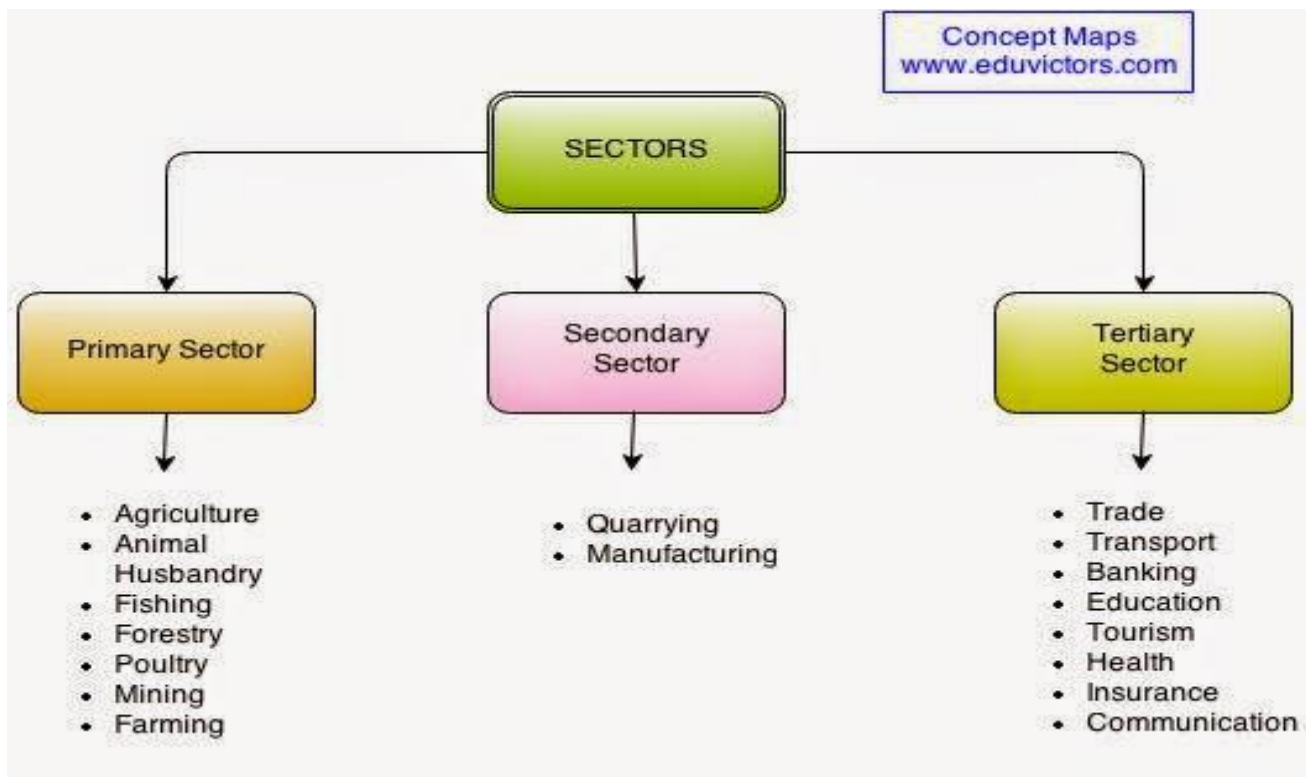 Concept Maps
www.eduvictors.com
SECTORS
Primary Sector
Secondary
Sector
Tertiary
Sector
• Agriculture
• Animal
Husbandry
• Fishing
• Forestry
• Poultry
• Mining
• Farming
• Quarrying
• Manufacturing
• Trade
• Transport
• Banking
• Education
• Tourism
• Health
• Insurance
• Communication